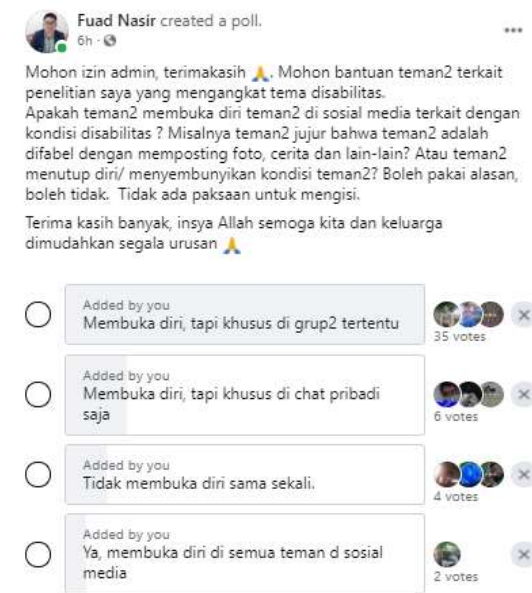 Fuad Nasir created a poll.
6h ·
Mohon izin admin, terimakasih 🙏. Mohon bantuan teman2 terkait
penelitian saya yang mengangkat tema disabilitas.
Apakah teman2 membuka diri teman2 di sosial media terkait dengan
kondisi disabilitas ? Misalnya teman2 jujur bahwa teman2 adalah
difabel dengan memposting foto, cerita dan lain-lain? Atau teman2
menutup diri/ menyembunyikan kondisi teman2? Boleh pakai alasan,
boleh tidak. Tidak ada paksaan untuk mengisi.
Terima kasih banyak, insya Allah semoga kita dan keluarga
dimudahkan segala urusan 🙏
Added by you
Membuka diri, tapi khusus di grup2 tertentu
35 votes
Added by you
Membuka diri, tapi khusus di chat pribadi
saja
6 votes
Added by you
Tidak membuka diri sama sekali.
4 votes
Added by you
Ya, membuka diri di semua teman d sosial
media
2 votes